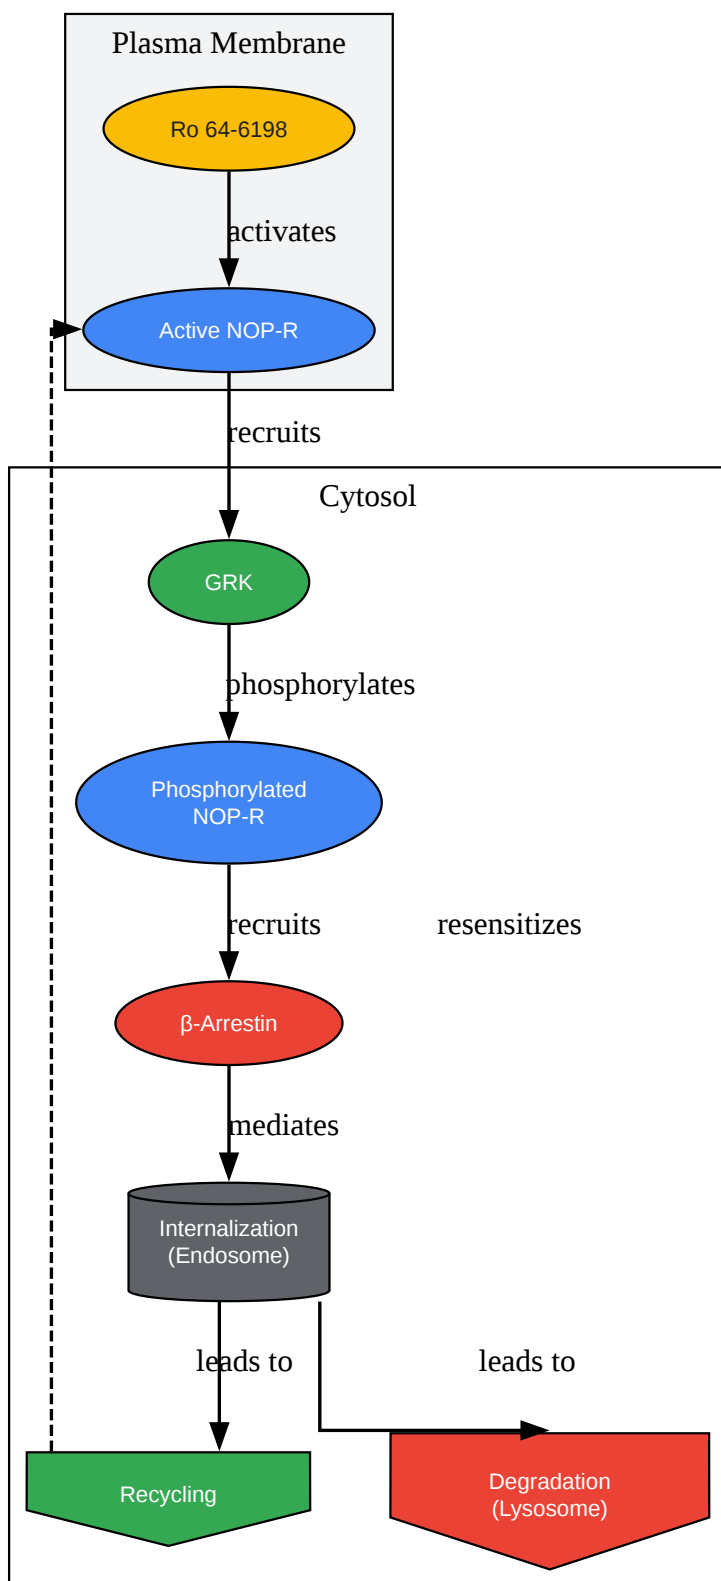 Plasma Membrane
Ro 64-6198
activates
Active NOP-R
recruits
Cytosol
GRK
phosphorylates
Phosphorylated
NOP-R
recruits
resensitizes
β-Arrestin
mediates
Internalization
(Endosome)
leads to
leads to
Recycling
Degradation
(Lysosome)